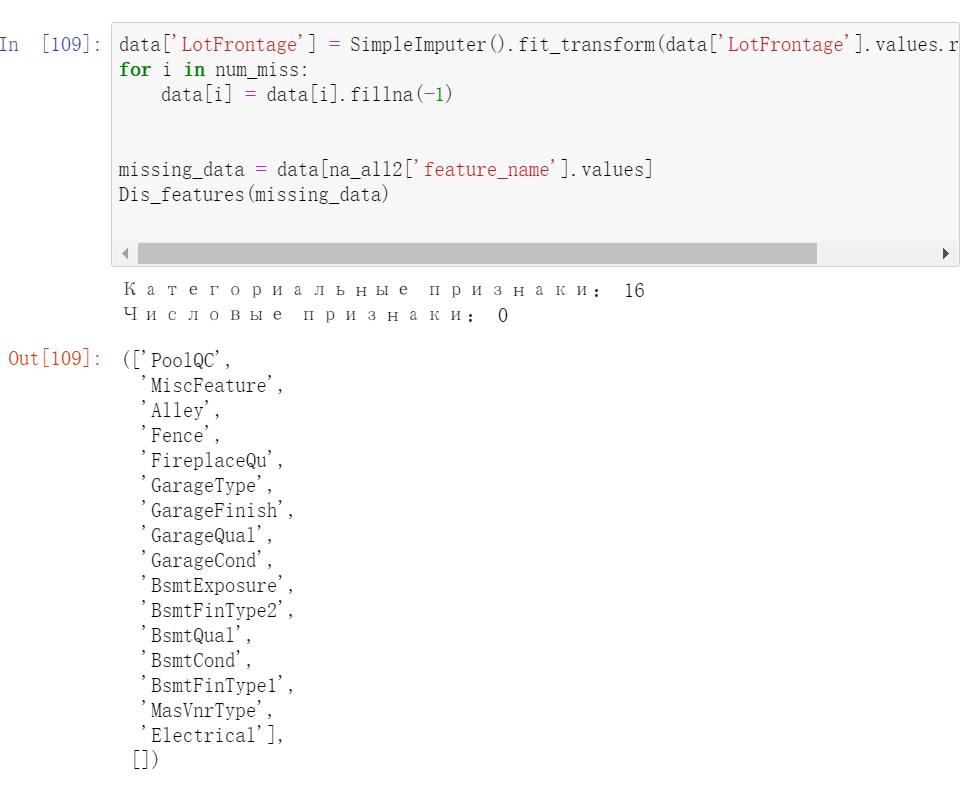 In [109]: data['LotFrontage'] = SimpleImputer().fit_transform(data['LotFrontage'].values.r
for i in num_miss:
data[i] = data[i].fillna(-1)
missing_data = data[na_all2['feature_name'].values]
Dis_features(missing_data)
Категориальные признаки: 16
Числовые признаки: 0
Out[109]: (['PoolQC',
'MiscFeature',
'Alley',
'Fence',
'FireplaceQu',
'GarageType',
'GarageFinish',
'GarageQual',
'GarageCond',
'BsmtExposure',
'BsmtFinType2',
'BsmtQual',
'BsmtCond',
'BsmtFinType1',
'MasVnrType',
'Electrical'],
[])